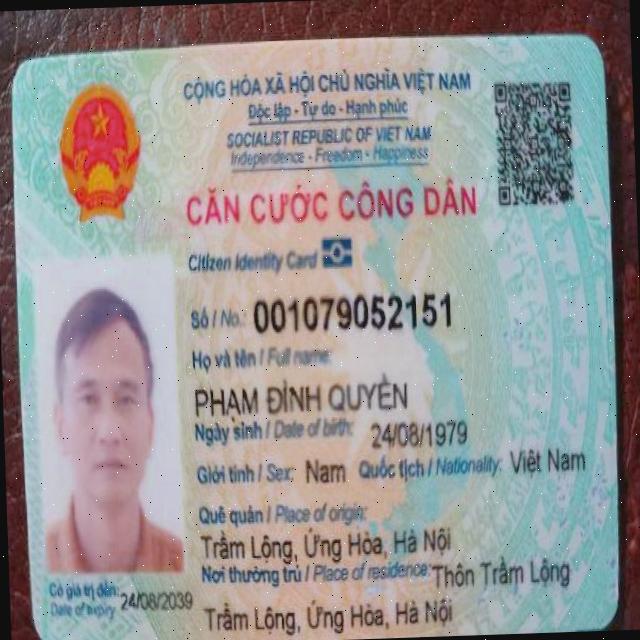 CỘNG HÒA XÃ HỘI CHỦ NGHĨA VIỆT NAM
Độc lập - Tự do - Hạnh phúc
SOCIALIST REPUBLIC OF VIET NAM
Independence - Freedom - Happiness
CĂN CƯỚC CÔNG DÂN
Citizen Identity Card
Số / No.: 001079052151
Họ và tên / Full name:
PHẠM ĐÌNH QUYỀN
Ngày sinh / Date of birth: 24/08/1979
Giới tính / Sex: Nam Quốc tịch / Nationality: Việt Nam
Quê quán / Place of origin:
Trầm Lộng, Ứng Hòa, Hà Nội
Nơi thường trú / Place of residence: Thôn Trầm Lộng
Trầm Lộng, Ứng Hòa, Hà Nội
Có giá trị đến: 24/08/2039
Date of expiry